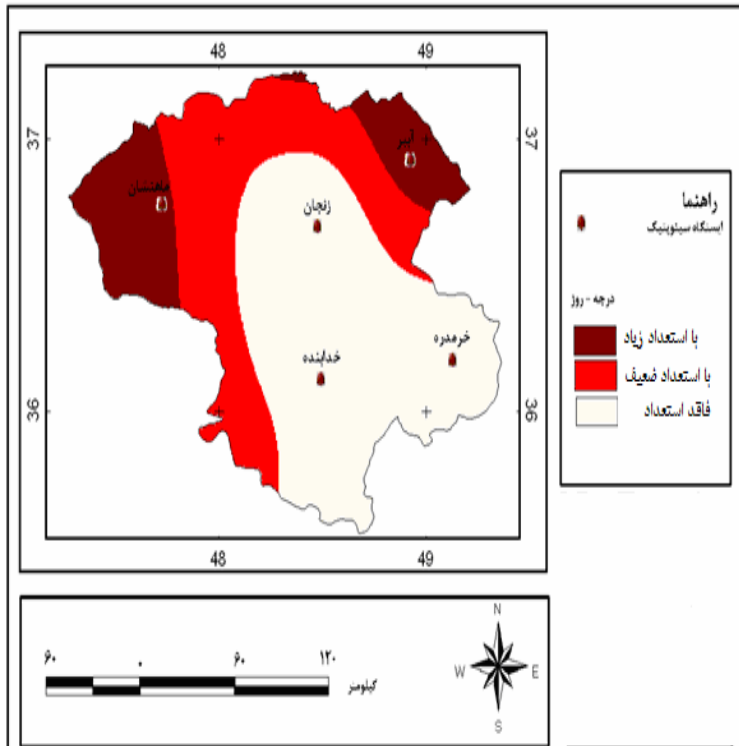 48 49
37 37
آببر
ماهنشان
زنجان
خرمدره
خدابنده
36 36
48 49
راهنما
ایستگاه سینوپتیک
درجه - روز
با استعداد زیاد
با استعداد ضعیف
فاقد استعداد
۶۰ ۰ ۶۰ ۱۲۰
کیلومتر
N
W E
S